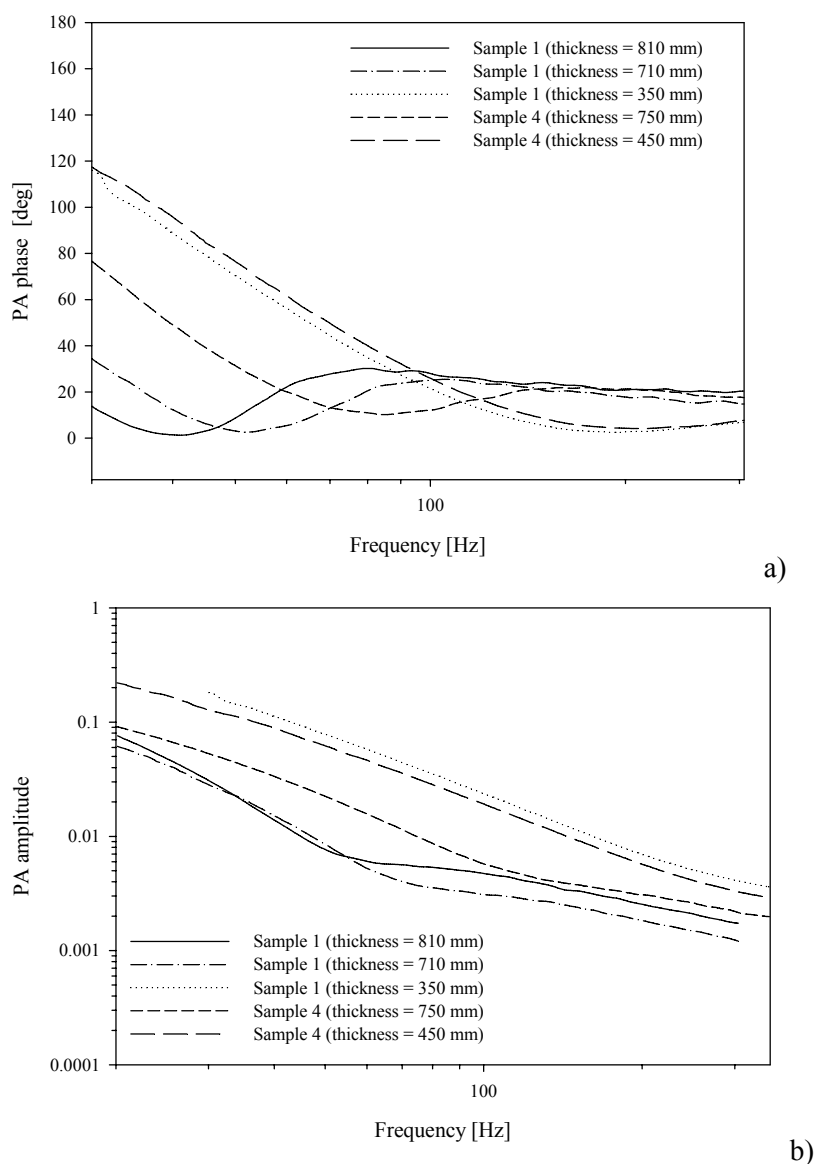 180
160
140
120
100
80
60
40
20
0
PA phase [deg]
Sample 1 (thickness = 810 mm)
Sample 1 (thickness = 710 mm)
Sample 1 (thickness = 350 mm)
Sample 4 (thickness = 750 mm)
Sample 4 (thickness = 450 mm)
100
Frequency [Hz]
a)
1
0.1
0.01
0.001
0.0001
PA amplitude
Sample 1 (thickness = 810 mm)
Sample 1 (thickness = 710 mm)
Sample 1 (thickness = 350 mm)
Sample 4 (thickness = 750 mm)
Sample 4 (thickness = 450 mm)
100
Frequency [Hz]
b)